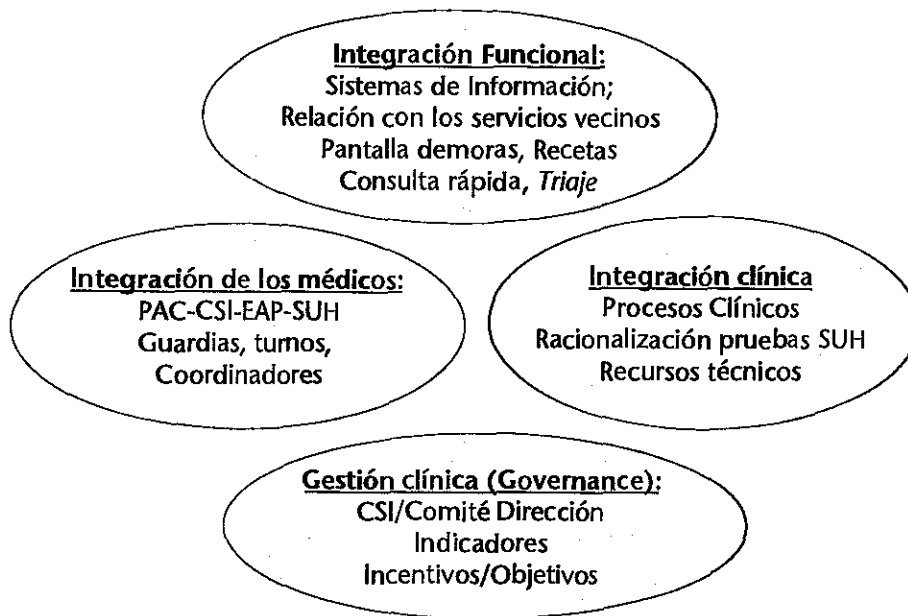 Integración Funcional:
Sistemas de Información;
Relación con los servicios vecinos
Pantalla demoras, Recetas
Consulta rápida, Triaje
Integración de los médicos:
PAC-CSI-EAP-SUH
Guardias, turnos,
Coordinadores
Integración clínica
Procesos Clínicos
Racionalización pruebas SUH
Recursos técnicos
Gestión clínica (Governance):
CSI/Comité Dirección
Indicadores
Incentivos/Objetivos